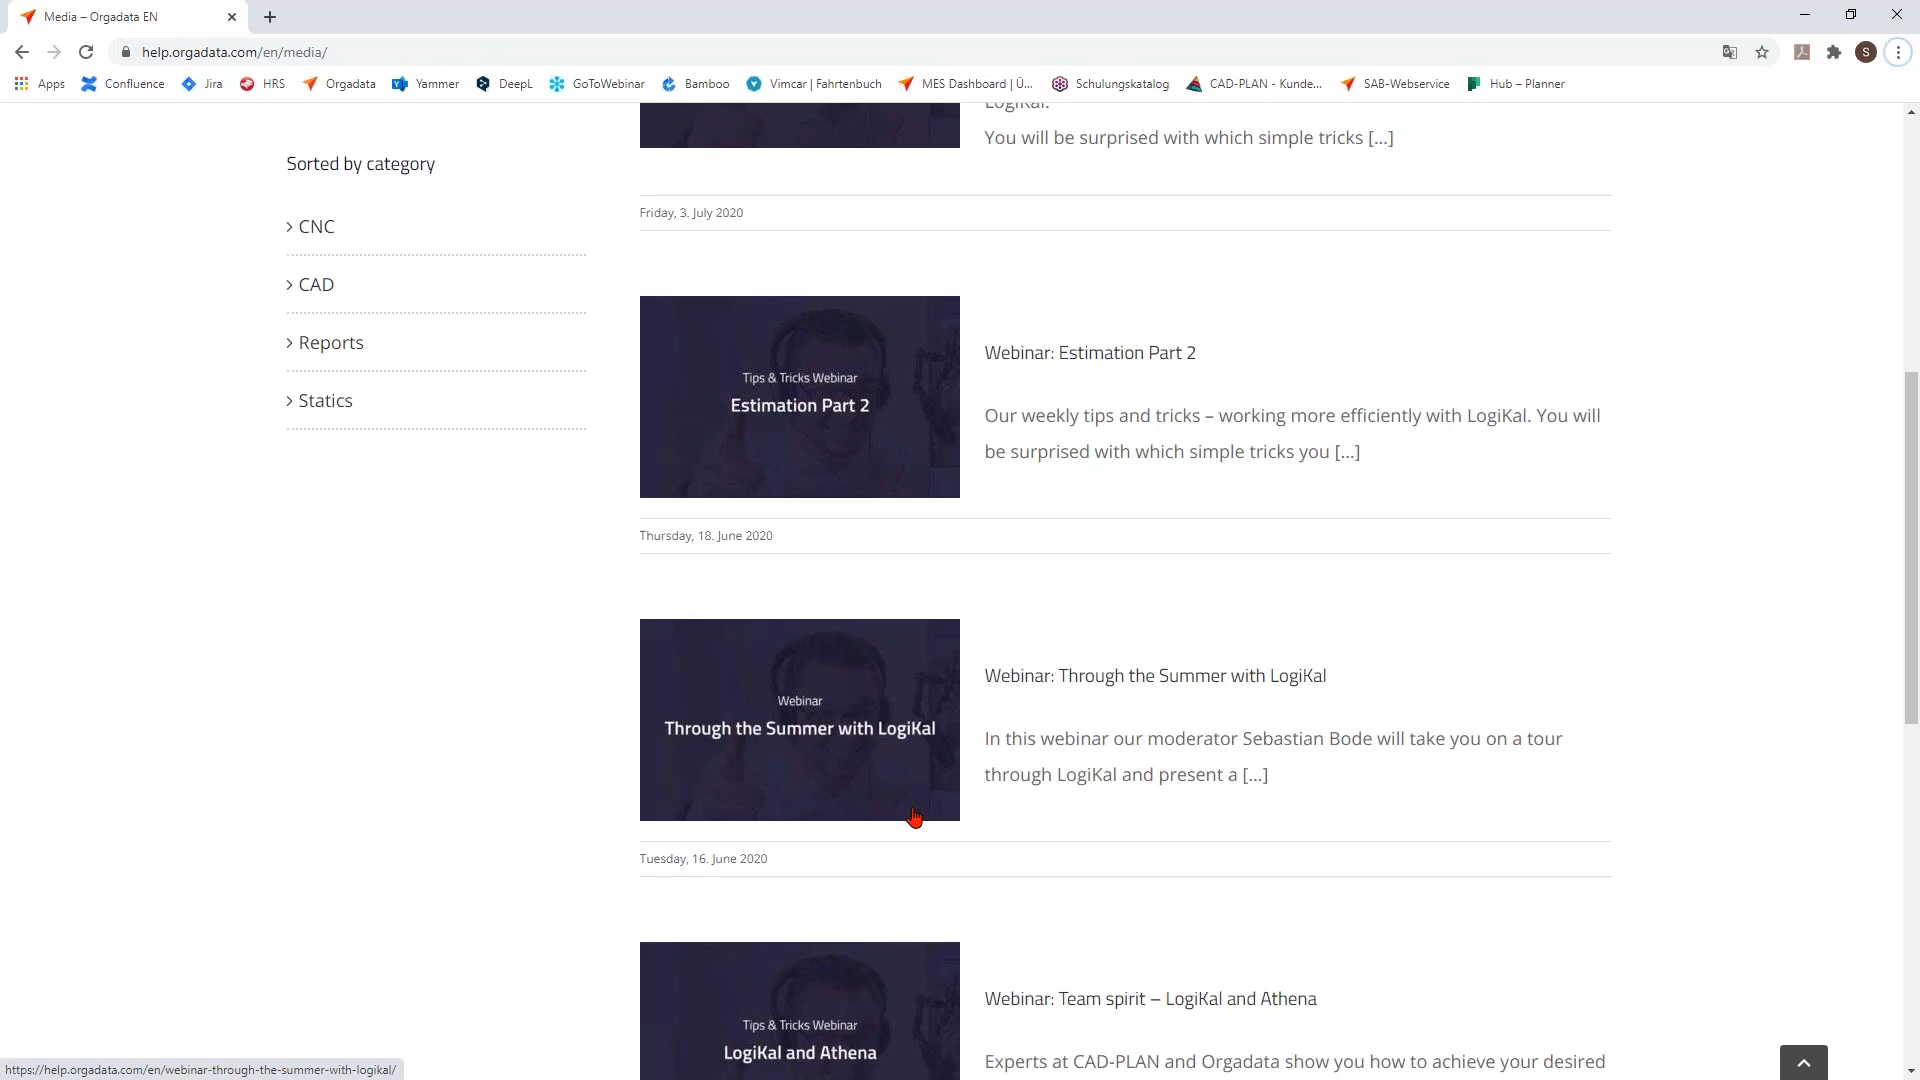 Media – Orgadata EN
help.orgadata.com/en/media/
S
Apps Confluence Jira HRS Orgadata Yammer DeepL GoToWebinar Bamboo Vimcar | Fahrtenbuch MES Dashboard | Ü... Schulungskatalog CAD-PLAN - Kunde... SAB-Webservice Hub – Planner
LogiKal.
You will be surprised with which simple tricks [...]
Sorted by category
CNC
CAD
Reports
Statics
Friday, 3. July 2020
Tips & Tricks Webinar
Estimation Part 2
Webinar: Estimation Part 2
Our weekly tips and tricks – working more efficiently with LogiKal. You will
be surprised with which simple tricks you [...]
Thursday, 18. June 2020
Webinar
Through the Summer with LogiKal
Webinar: Through the Summer with LogiKal
In this webinar our moderator Sebastian Bode will take you on a tour
through LogiKal and present a [...]
Tuesday, 16. June 2020
Tips & Tricks Webinar
LogiKal and Athena
Webinar: Team spirit – LogiKal and Athena
Experts at CAD-PLAN and Orgadata show you how to achieve your desired
https://help.orgadata.com/en/webinar-through-the-summer-with-logikal/